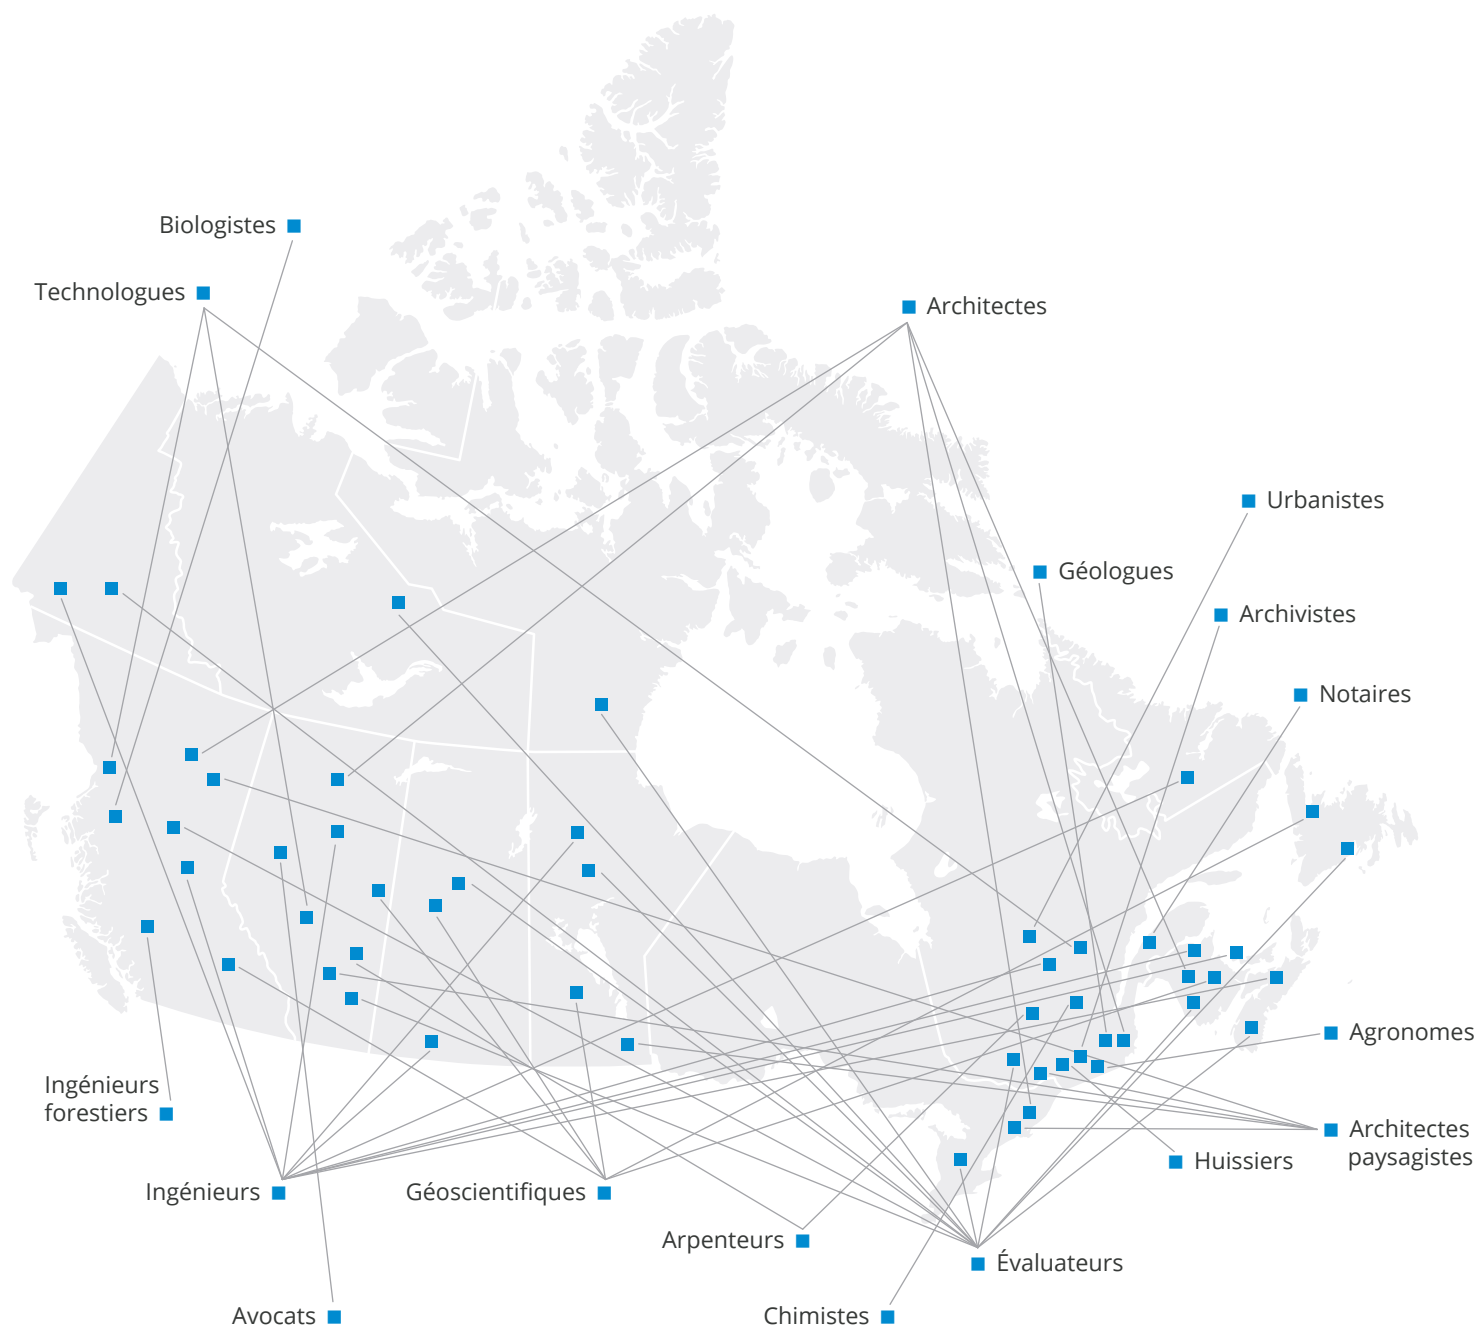 Biologistes
Technologues
Architectes
Urbanistes
Géologues
Archivistes
Notaires
Agronomes
Ingénieurs
forestiers
Architectes
paysagistes
Huissiers
Ingénieurs
Géoscientifiques
Arpenteurs
Évaluateurs
Avocats
Chimistes